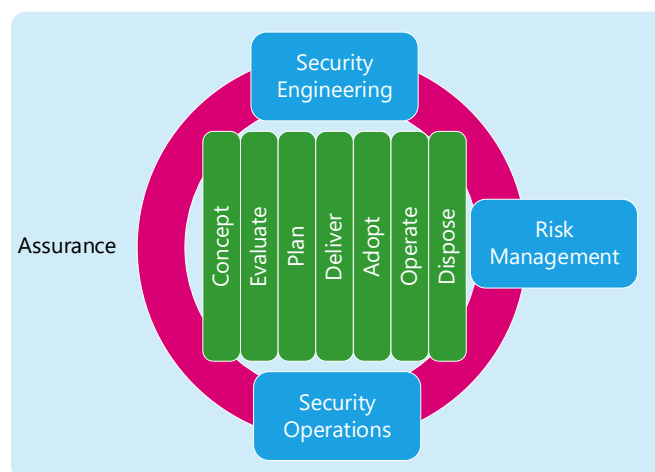 Security
Engineering
Assurance
Concept
Evaluate
Plan
Deliver
Adopt
Operate
Dispose
Risk
Management
Security
Operations